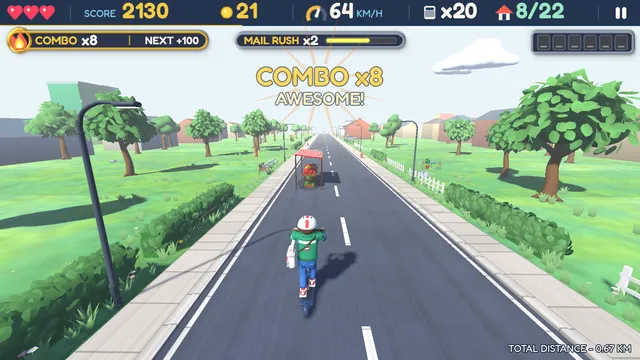 SCORE 2130 21 64 KM/H x20 8/22
COMBO x8 NEXT +100 MAIL RUSH x2
COMBO x8
AWESOME!
TOTAL DISTANCE - 0.67 KM